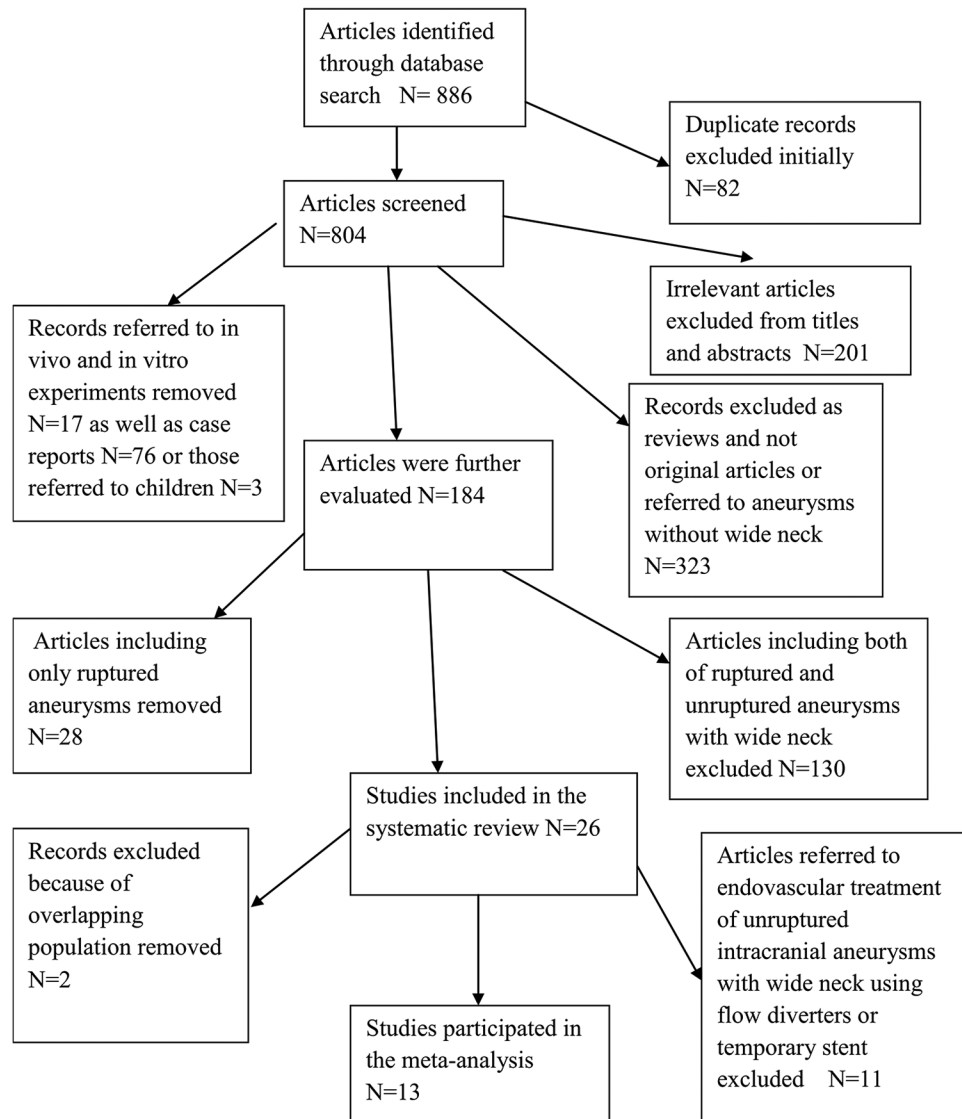 Articles identified
through database
search N= 886
Duplicate records
excluded initially
N=82
Articles screened
N=804
Irrelevant articles
excluded from titles
and abstracts N=201
Records referred to in
vivo and in vitro
experiments removed
N=17 as well as case
reports N=76 or those
referred to children N=3
Records excluded as
reviews and not
original articles or
referred to aneurysms
without wide neck
N=323
Articles were further
evaluated N=184
Articles including
only ruptured
aneurysms removed
N=28
Articles including both
of ruptured and
unruptured aneurysms
with wide neck
excluded N=130
Studies included in the
systematic review N=26
Records excluded
because of
overlapping
population removed
N=2
Articles referred to
endovascular treatment
of unruptured
intracranial aneurysms
with wide neck using
flow diverters or
temporary stent
excluded N=11
Studies participated in
the meta-analysis
N=13